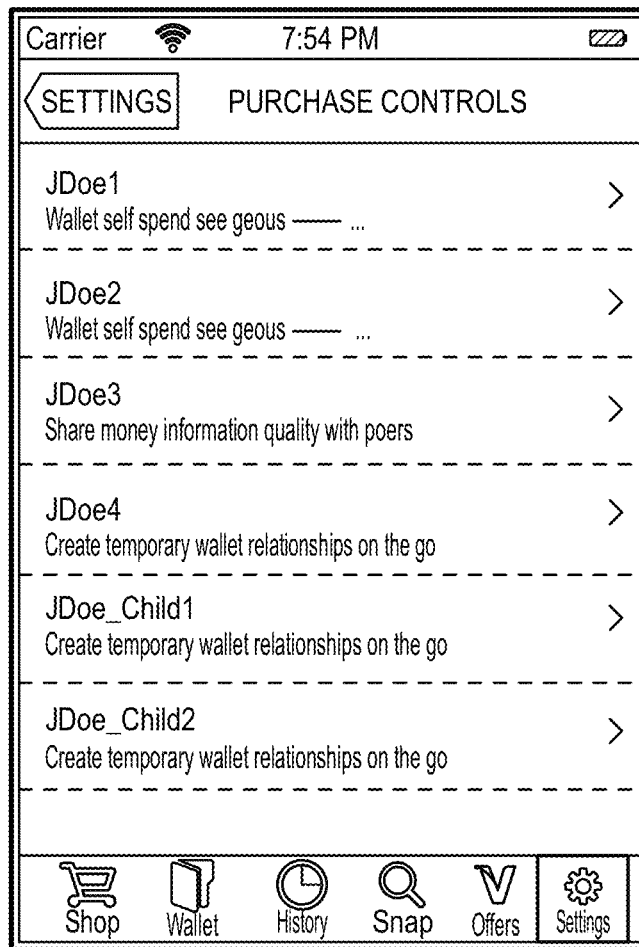 Carrier 7:54 PM
SETTINGS PURCHASE CONTROLS
JDoe1
Wallet self spend see geous —— ...
JDoe2
Wallet self spend see geous —— ...
JDoe3
Share money information quality with poers
JDoe4
Create temporary wallet relationships on the go
JDoe_Child1
Create temporary wallet relationships on the go
JDoe_Child2
Create temporary wallet relationships on the go
Shop Wallet History Snap Offers Settings